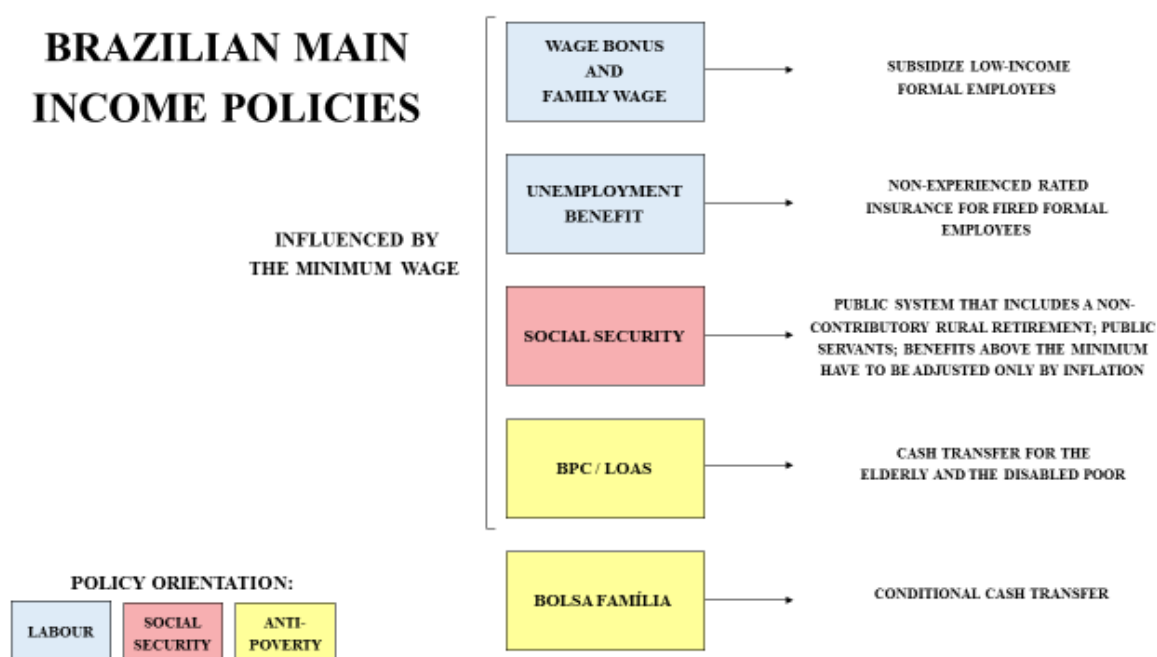 BRAZILIAN MAIN
INCOME POLICIES
INFLUENCED BY
THE MINIMUM WAGE
WAGE BONUS
AND
FAMILY WAGE
SUBSIDIZE LOW-INCOME
FORMAL EMPLOYEES
UNEMPLOYMENT
BENEFIT
NON-EXPERIENCED RATED
INSURANCE FOR FIRED FORMAL
EMPLOYEES
SOCIAL SECURITY
PUBLIC SYSTEM THAT INCLUDES A NON-
CONTRIBUTORY RURAL RETIREMENT; PUBLIC
SERVANTS; BENEFITS ABOVE THE MINIMUM
HAVE TO BE ADJUSTED ONLY BY INFLATION
BPC / LOAS
CASH TRANSFER FOR THE
ELDERLY AND THE DISABLED POOR
BOLSA FAMÍLIA
CONDITIONAL CASH TRANSFER
POLICY ORIENTATION:
LABOUR
SOCIAL
SECURITY
ANTI-
POVERTY